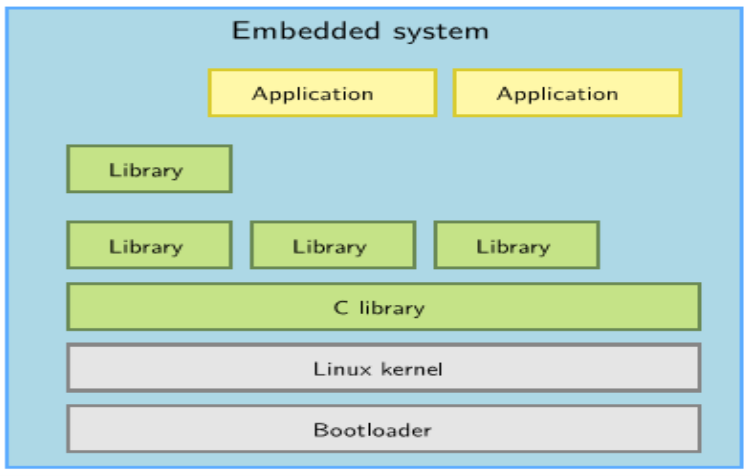 Embedded system
Application Application
Library
Library Library Library
C library
Linux kernel
Bootloader